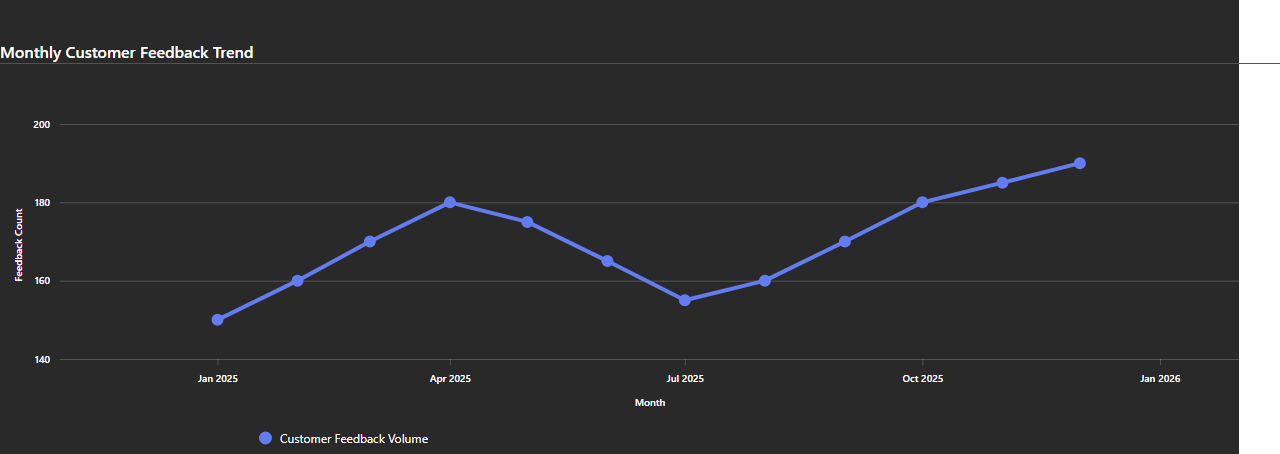 Monthly Customer Feedback Trend
200
180
160
140
Feedback Count
Jan 2025 Apr 2025 Jul 2025 Oct 2025 Jan 2026
Month
Customer Feedback Volume